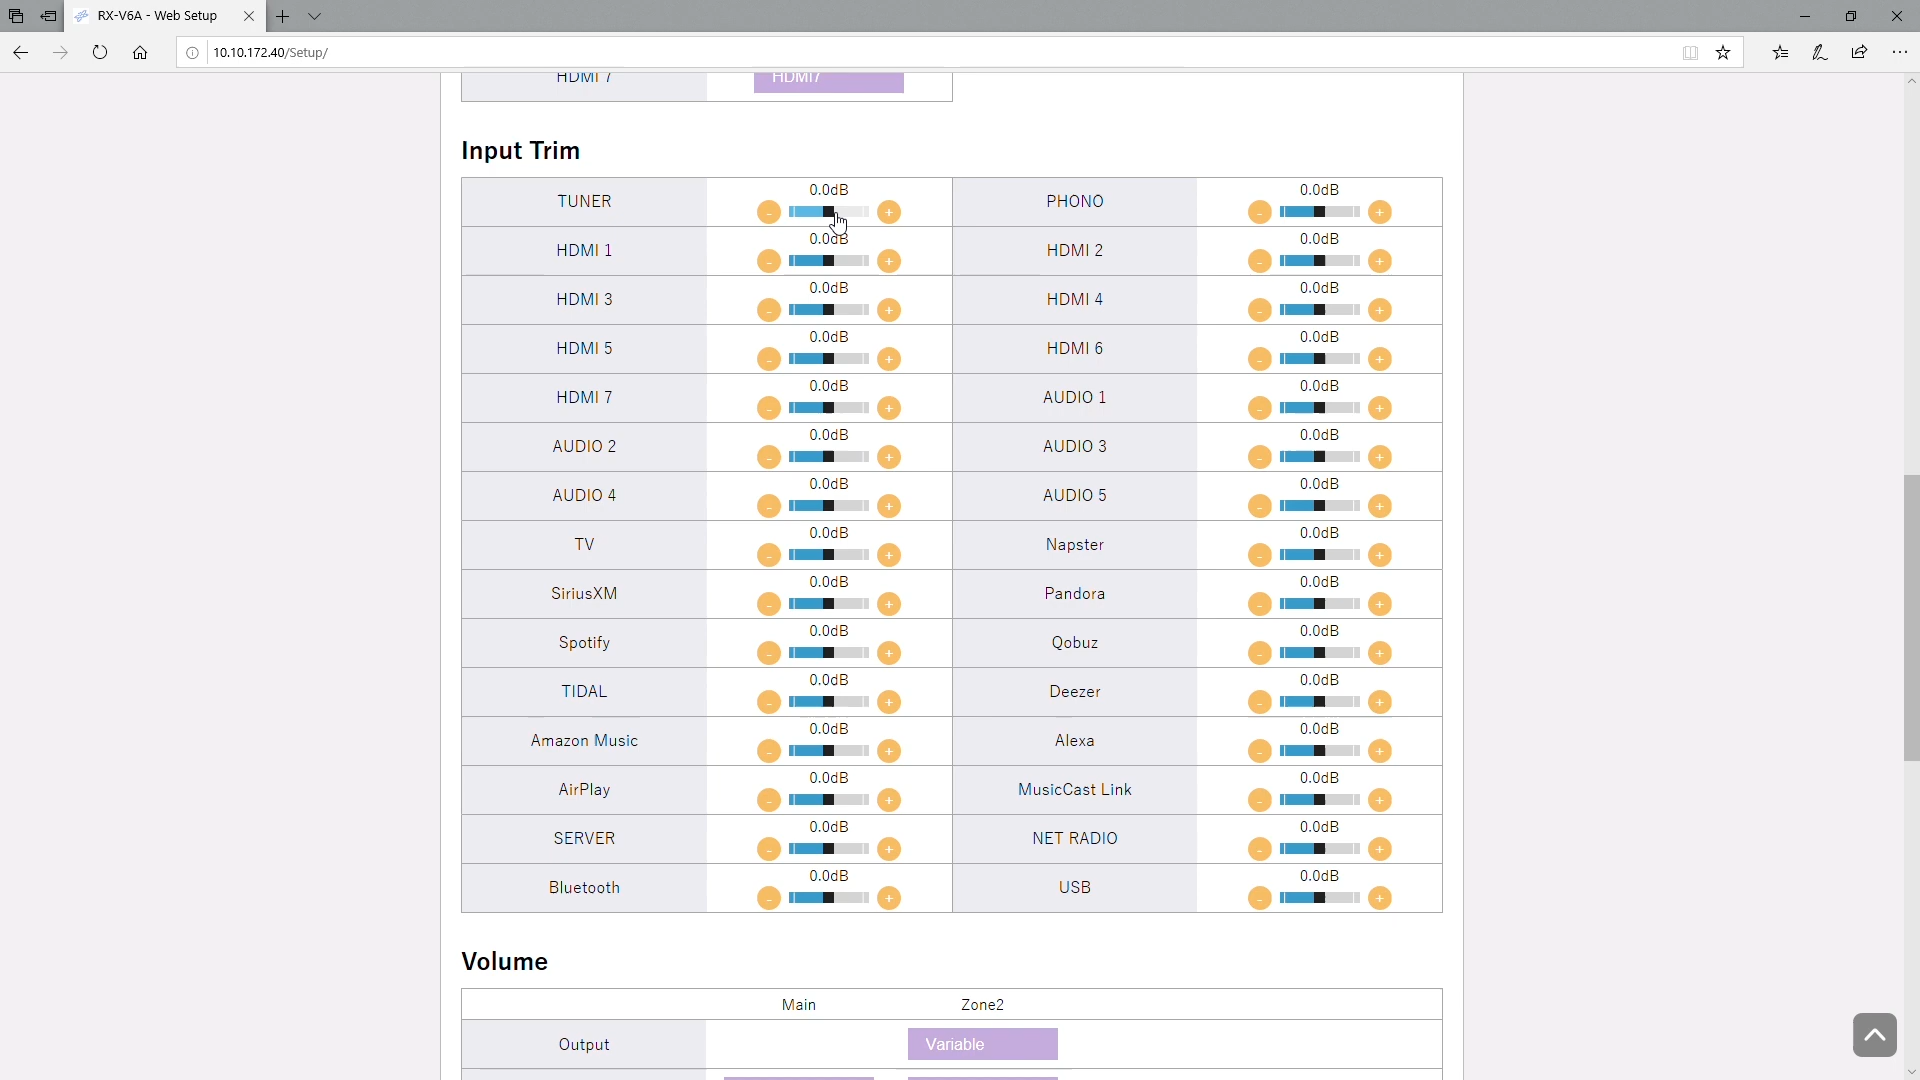 RX-V6A - Web Setup
10.10.172.40/Setup/
HDMI 7 HDMI7
Input Trim
TUNER 0.0dB - + PHONO 0.0dB - +
HDMI 1 0.0dB - + HDMI 2 0.0dB - +
HDMI 3 0.0dB - + HDMI 4 0.0dB - +
HDMI 5 0.0dB - + HDMI 6 0.0dB - +
HDMI 7 0.0dB - + AUDIO 1 0.0dB - +
AUDIO 2 0.0dB - + AUDIO 3 0.0dB - +
AUDIO 4 0.0dB - + AUDIO 5 0.0dB - +
TV 0.0dB - + Napster 0.0dB - +
SiriusXM 0.0dB - + Pandora 0.0dB - +
Spotify 0.0dB - + Qobuz 0.0dB - +
TIDAL 0.0dB - + Deezer 0.0dB - +
Amazon Music 0.0dB - + Alexa 0.0dB - +
AirPlay 0.0dB - + MusicCast Link 0.0dB - +
SERVER 0.0dB - + NET RADIO 0.0dB - +
Bluetooth 0.0dB - + USB 0.0dB - +
Volume
Main Zone2
Output Variable